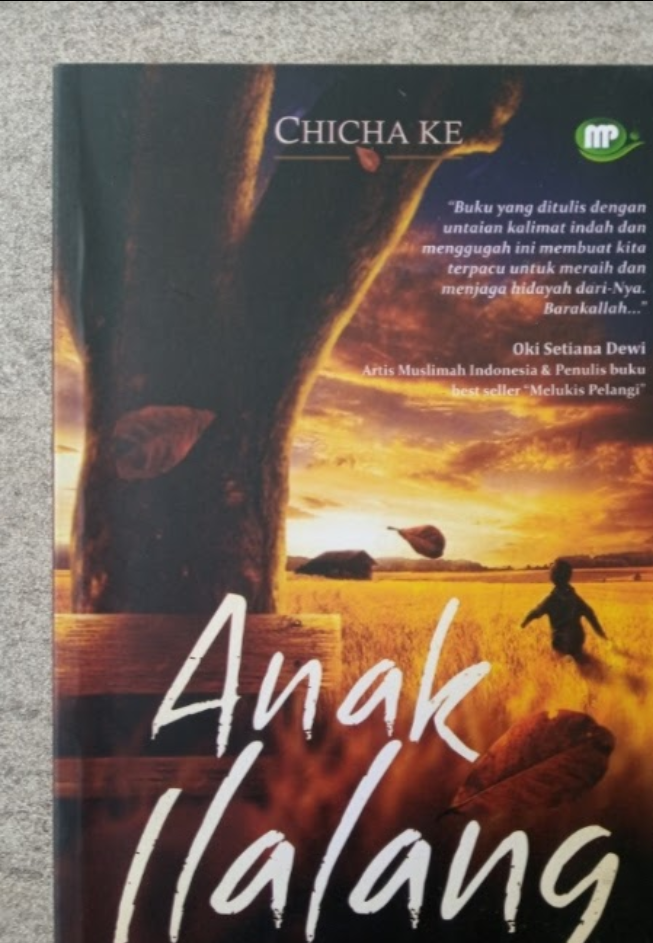 CHICHA KE
MP
"Buku yang ditulis dengan
untaian kalimat indah dan
menggugah ini membuat kita
terpacu untuk meraih dan
menjaga hidayah dari-Nya.
Barakallah..."
Oki Setiana Dewi
Artis Muslimah Indonesia & Penulis buku
best seller "Melukis Pelangi"
Anak
Ilalang